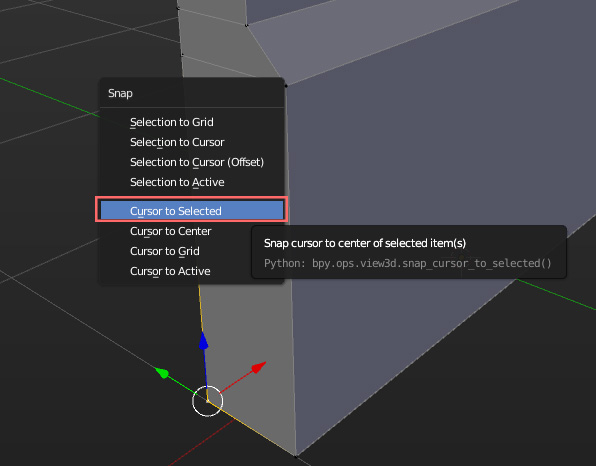 Snap
Selection to Grid
Selection to Cursor
Selection to Cursor (Offset)
Selection to Active
Cursor to Selected
Cursor to Center
Cursor to Grid
Cursor to Active
Snap cursor to center of selected item(s)
Python: bpy.ops.view3d.snap_cursor_to_selected()